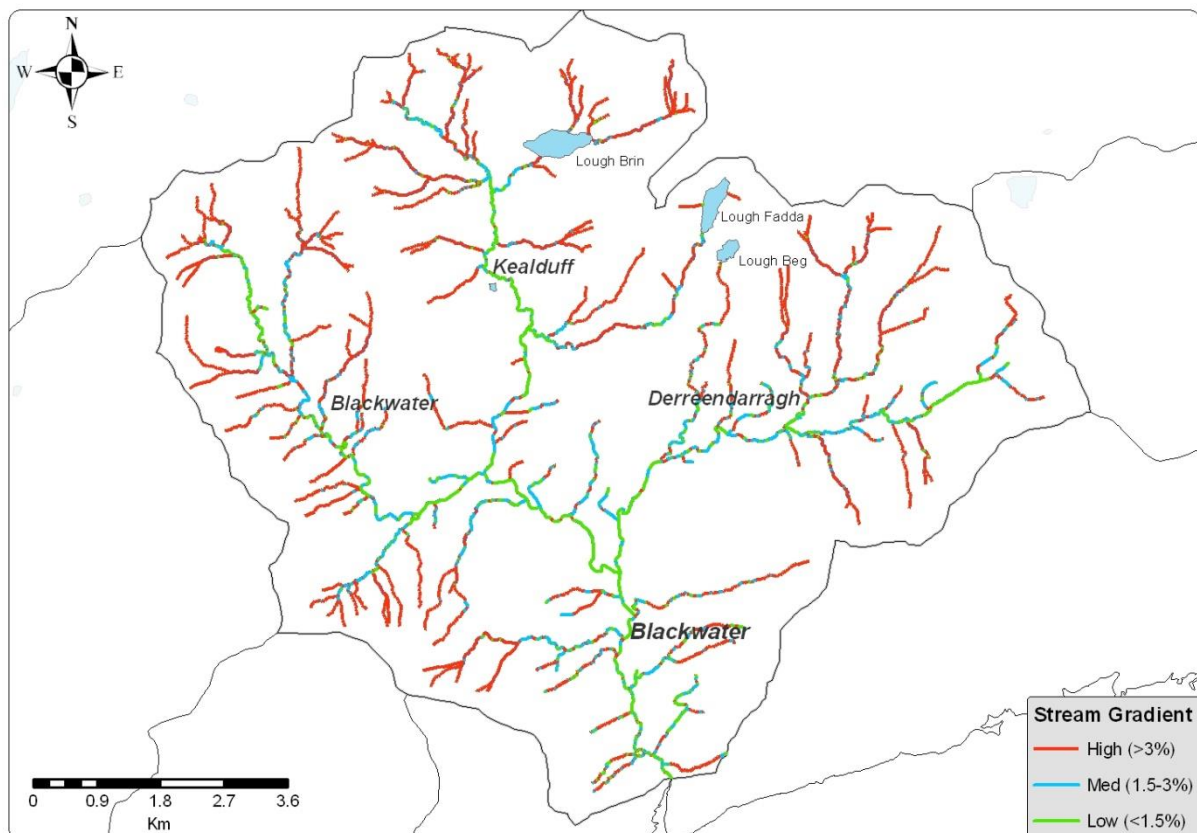 N
W E
S
Lough Brin
Lough Fadda
Kealduff
Lough Beg
Blackwater
Derreendarragh
Blackwater
Stream Gradient
High (>3%)
Med (1.5-3%)
Low (<1.5%)
0 0.9 1.8 2.7 3.6
Km